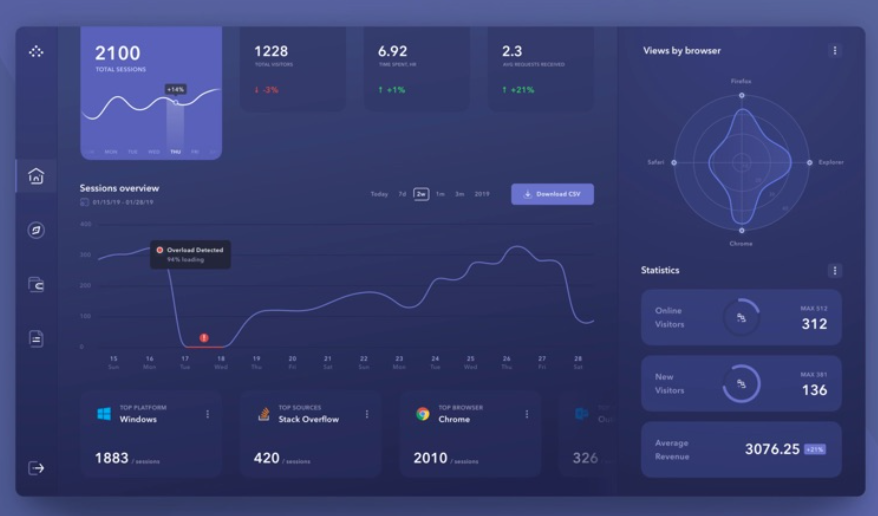 2100
TOTAL SESSIONS
+14%
MON TUE WED THU FRI
1228
TOTAL VISITORS
↓ -3%
6.92
TIME SPENT, HR
↑ +1%
2.3
AVG REQUESTS RECEIVED
↑ +21%
Sessions overview
01/15/19 - 01/28/19
Today 7d 2w 1m 3m 2019
Download CSV
400
300
200
100
0
Overload Detected
94% loading
15 16 17 18 19 20 21 22 23 24 25 26 27 28
Sun Mon Tue Wed Thu Fri Sat Sun Mon Tue Wed Thu Fri Sat
TOP PLATFORM
Windows
1883 / sessions
TOP SOURCES
Stack Overflow
420 / sessions
TOP BROWSER
Chrome
2010 / sessions
326
Views by browser
Firefox
Safari
Explorer
Chrome
Statistics
Online
Visitors
MAX 512
312
New
Visitors
MAX 381
136
Average
Revenue
3076.25 +21%